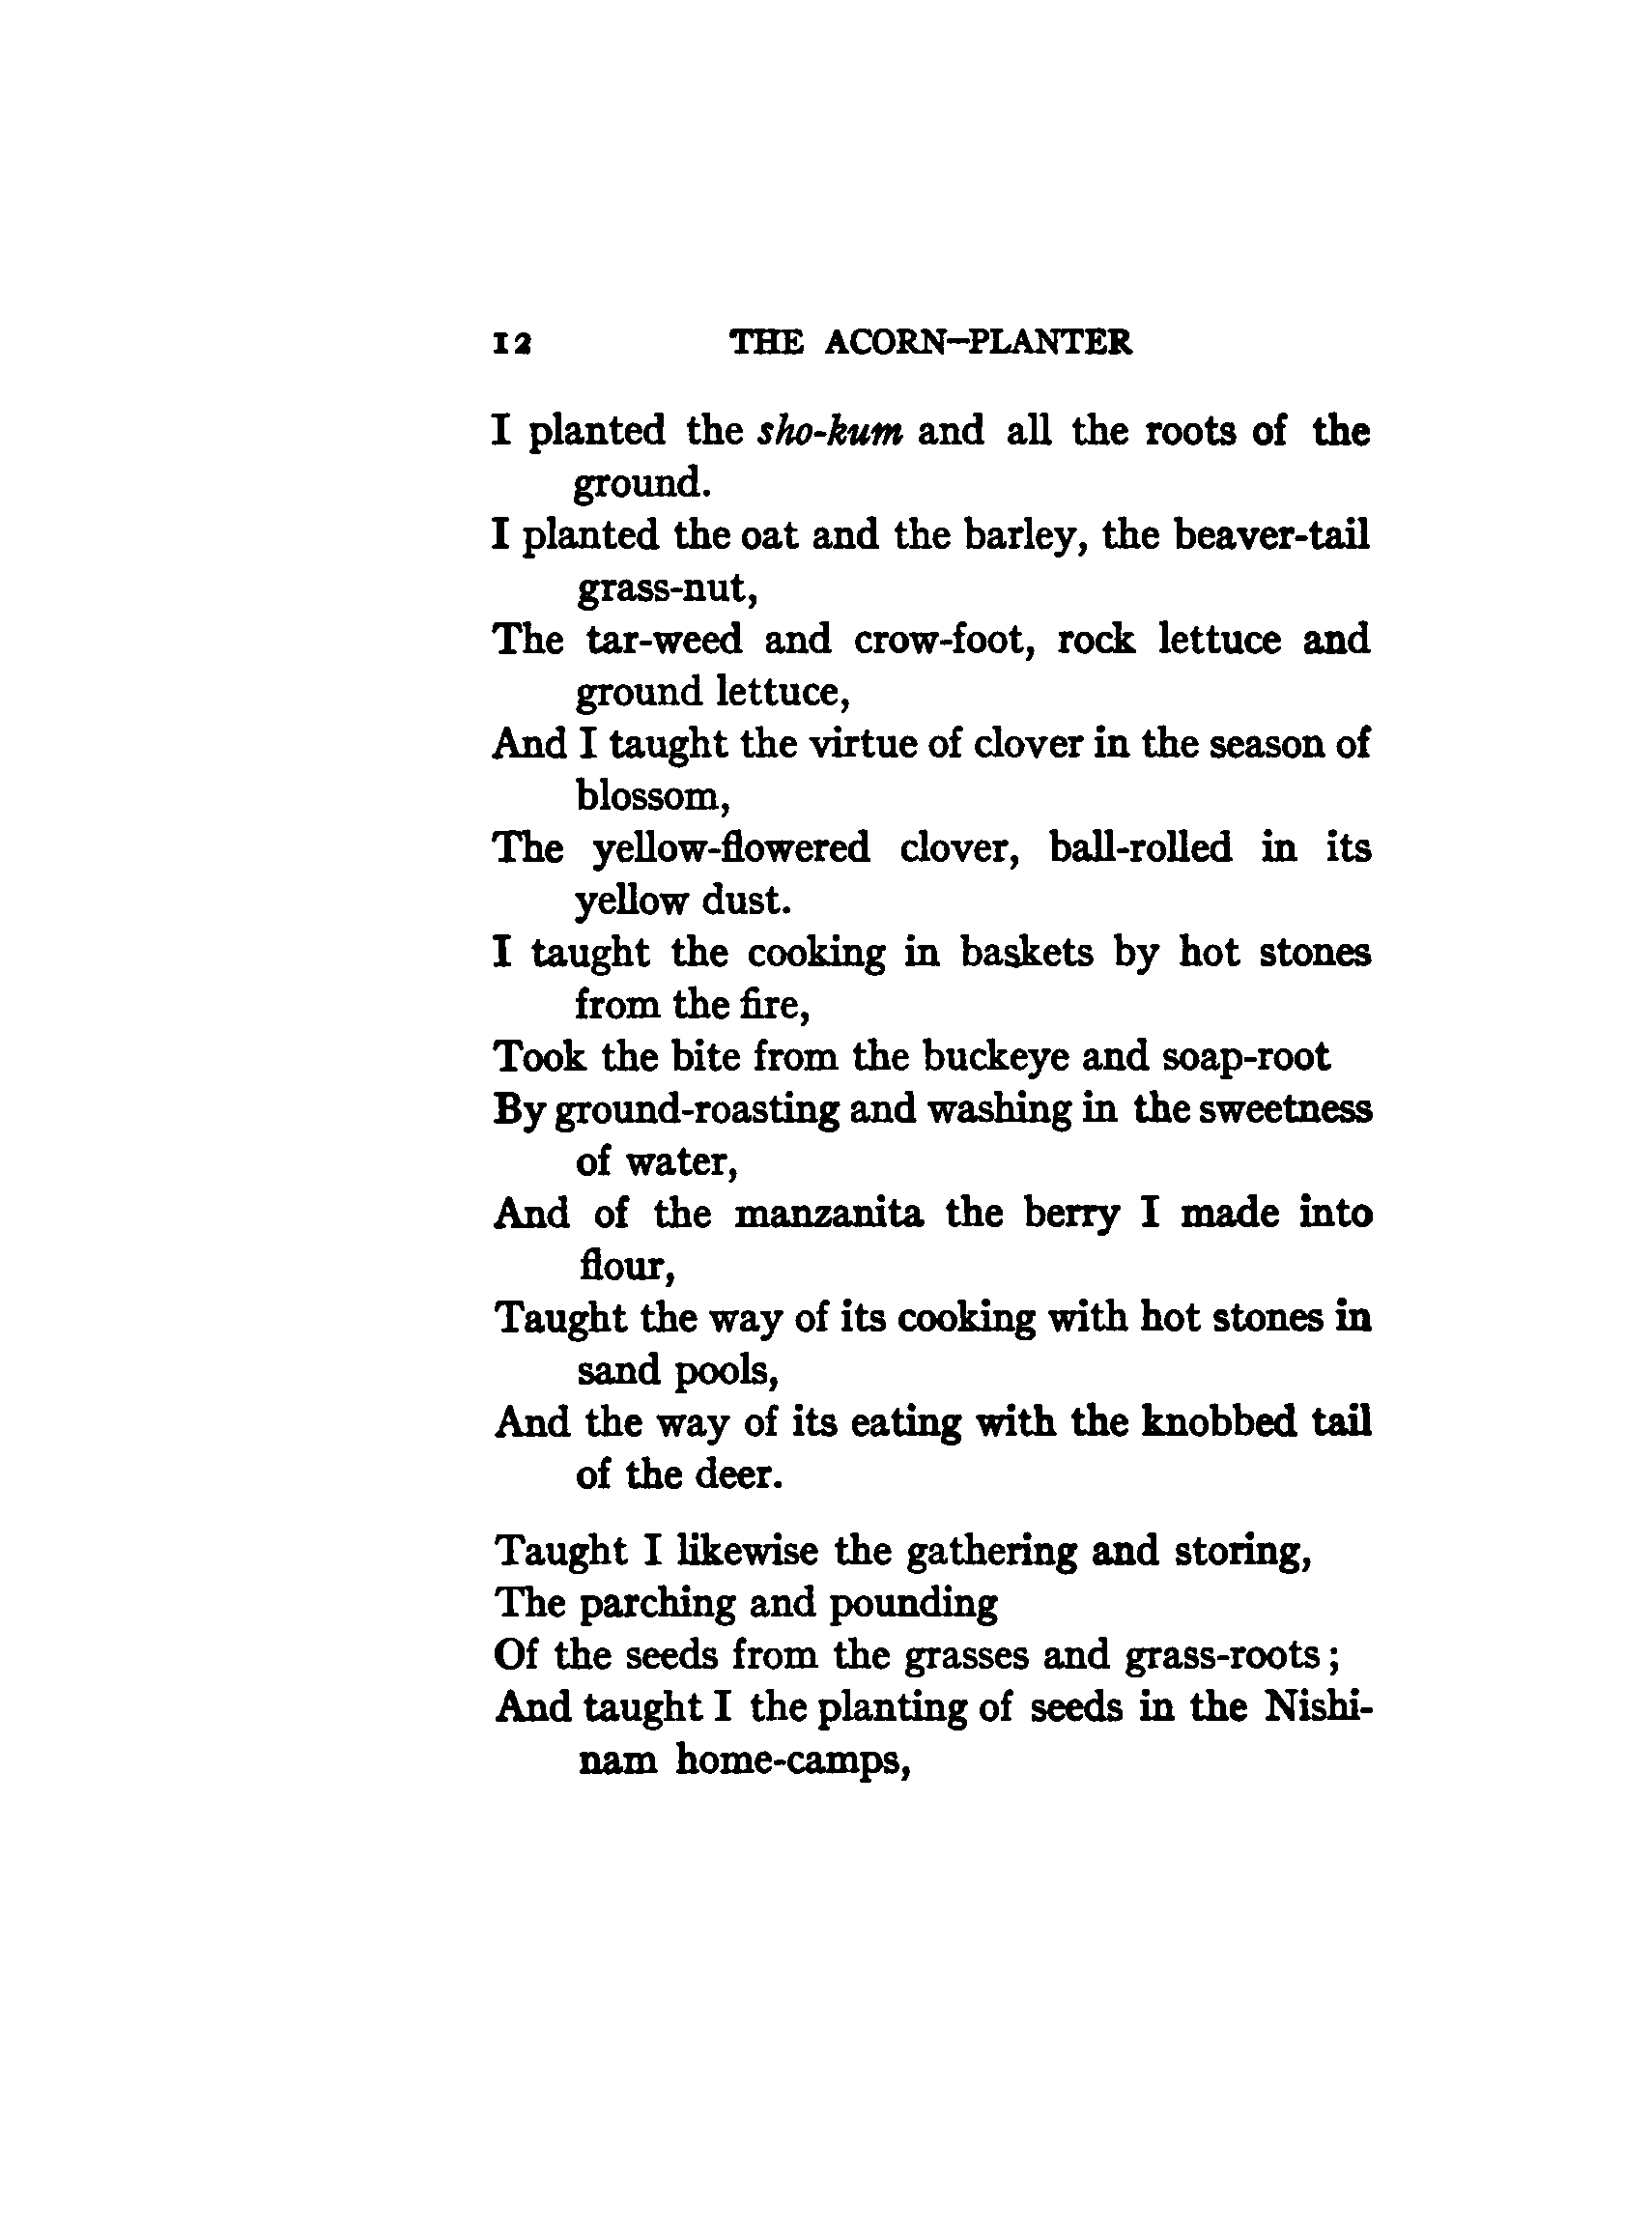 12 THE ACORN-PLANTER
I planted the sho-kum and all the roots of the
ground.
I planted the oat and the barley, the beaver-tail
grass-nut,
The tar-weed and crow-foot, rock lettuce and
ground lettuce,
And I taught the virtue of clover in the season of
blossom,
The yellow-flowered clover, ball-rolled in its
yellow dust.
I taught the cooking in baskets by hot stones
from the fire,
Took the bite from the buckeye and soap-root
By ground-roasting and washing in the sweetness
of water,
And of the manzanita the berry I made into
flour,
Taught the way of its cooking with hot stones in
sand pools,
And the way of its eating with the knobbed tail
of the deer.
Taught I likewise the gathering and storing,
The parching and pounding
Of the seeds from the grasses and grass-roots;
And taught I the planting of seeds in the Nishi-
nam home-camps,